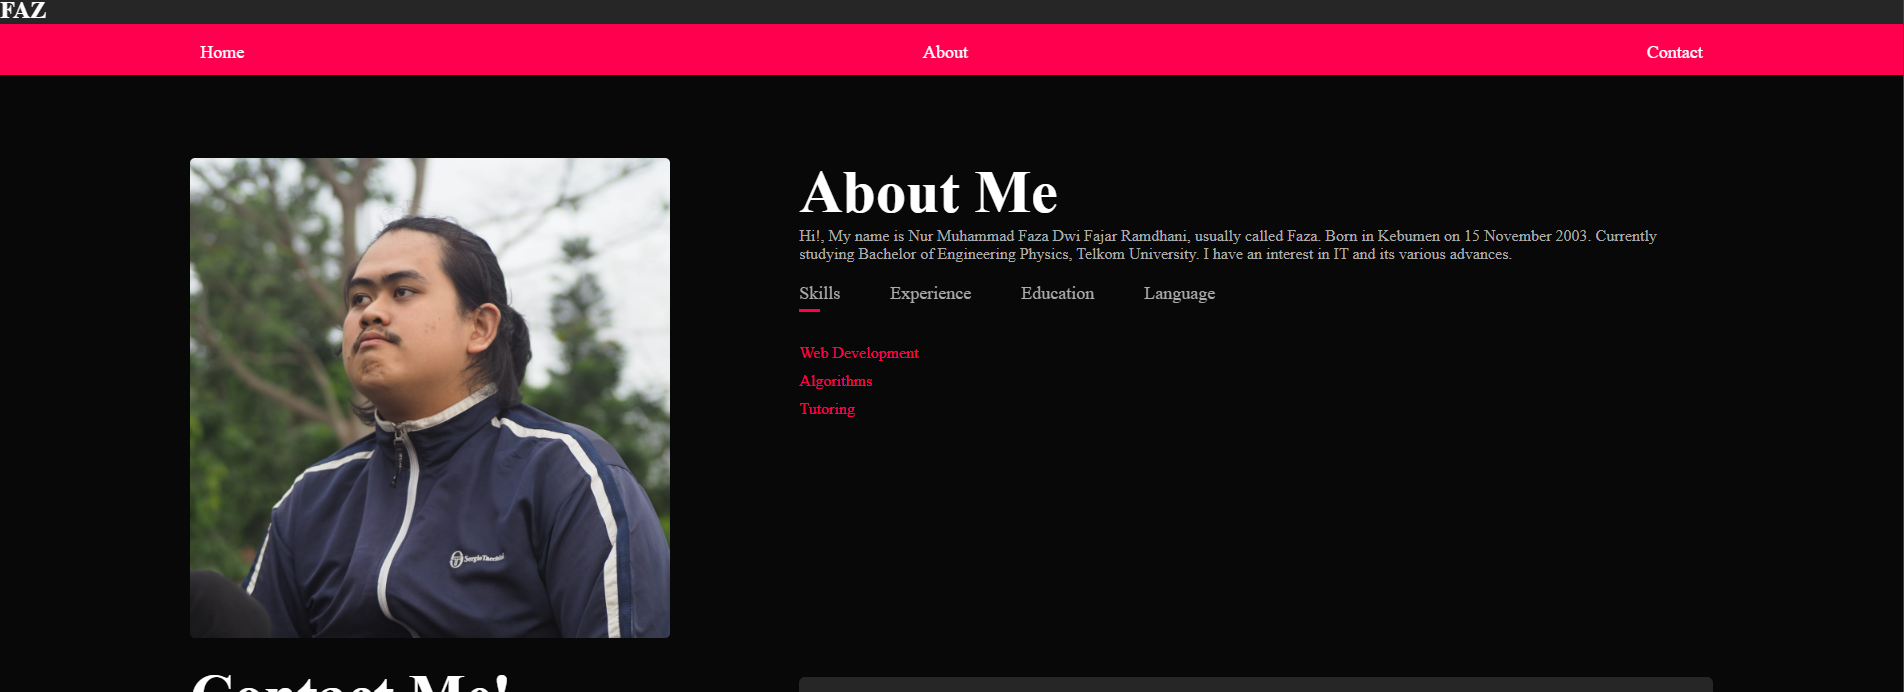 FAZ
Home About Contact
About Me
Hi!, My name is Nur Muhammad Faza Dwi Fajar Ramdhani, usually called Faza. Born in Kebumen on 15 November 2003. Currently
studying Bachelor of Engineering Physics, Telkom University. I have an interest in IT and its various advances.
Skills Experience Education Language
Web Development
Algorithms
Tutoring
Sergio Tacchini
Contact Me!